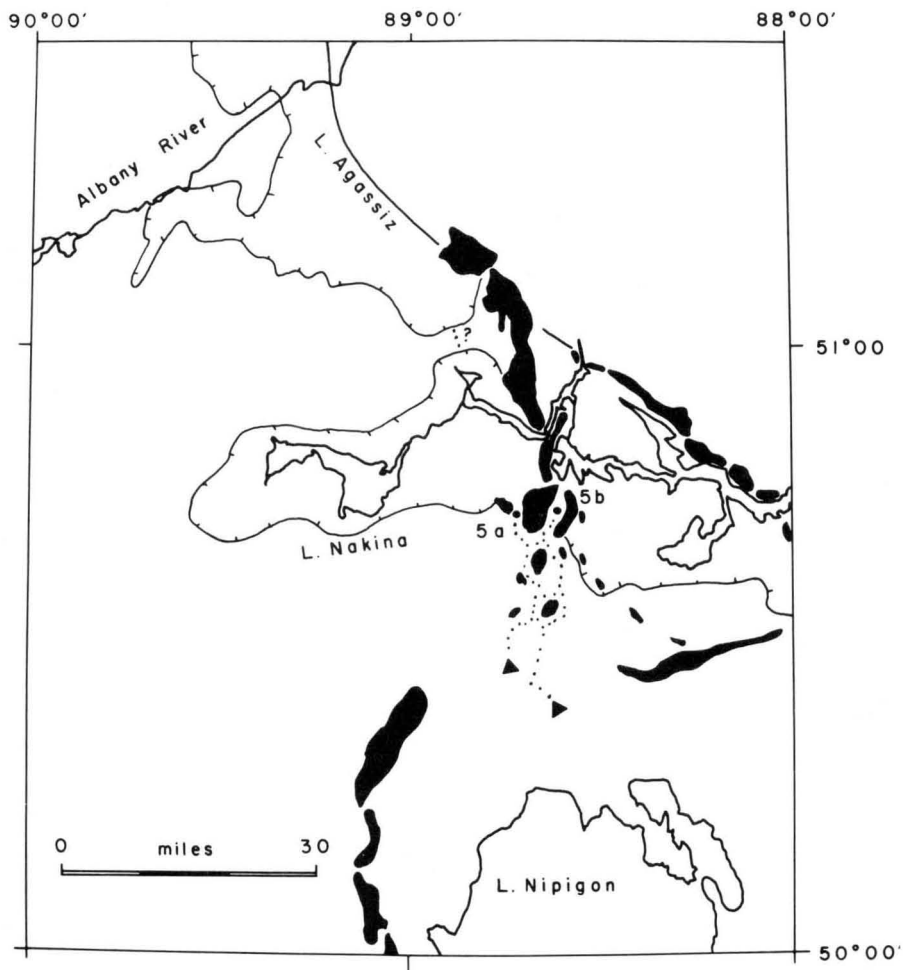 90°00'
89°00'
88°00'
Albany River
L. Agassiz
?
51°00
5b
5a
L. Nakina
0 miles 30
L. Nipigon
50°00'